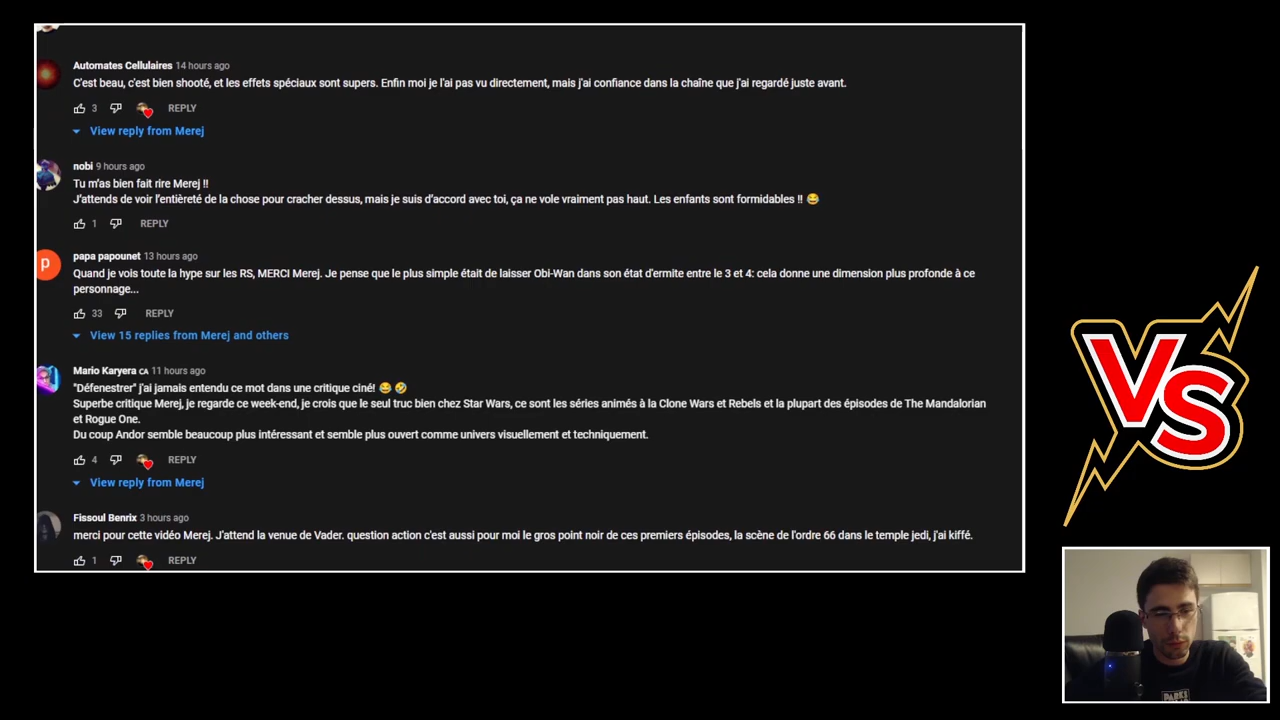 Automates Cellulaires 14 hours ago
C'est beau, c'est bien shooté, et les effets spéciaux sont supers. Enfin moi je l'ai pas vu directement, mais j'ai confiance dans la chaîne que j'ai regardé juste avant.
3 REPLY
View reply from Merej
nobi 9 hours ago
Tu m'as bien fait rire Merej !!
J'attends de voir l'entièreté de la chose pour cracher dessus, mais je suis d'accord avec toi, ça ne vole vraiment pas haut. Les enfants sont formidables !! 😂
1 REPLY
p
papa papounet 13 hours ago
Quand je vois toute la hype sur les RS, MERCI Merej. Je pense que le plus simple était de laisser Obi-Wan dans son état d'ermite entre le 3 et 4: cela donne une dimension plus profonde à ce
personnage...
33 REPLY
View 15 replies from Merej and others
Mario Karyera CA 11 hours ago
"Défenestrer" j'ai jamais entendu ce mot dans une critique ciné! 😂 🤣
Superbe critique Merej, je regarde ce week-end, je crois que le seul truc bien chez Star Wars, ce sont les séries animés à la Clone Wars et Rebels et la plupart des épisodes de The Mandalorian
et Rogue One.
Du coup Andor semble beaucoup plus intéressant et semble plus ouvert comme univers visuellement et techniquement.
4 REPLY
View reply from Merej
Fissoul Benrix 3 hours ago
merci pour cette vidéo Merej. J'attend la venue de Vader. question action c'est aussi pour moi le gros point noir de ces premiers épisodes, la scène de l'ordre 66 dans le temple jedi, j'ai kiffé.
1 REPLY
VS
PARKS